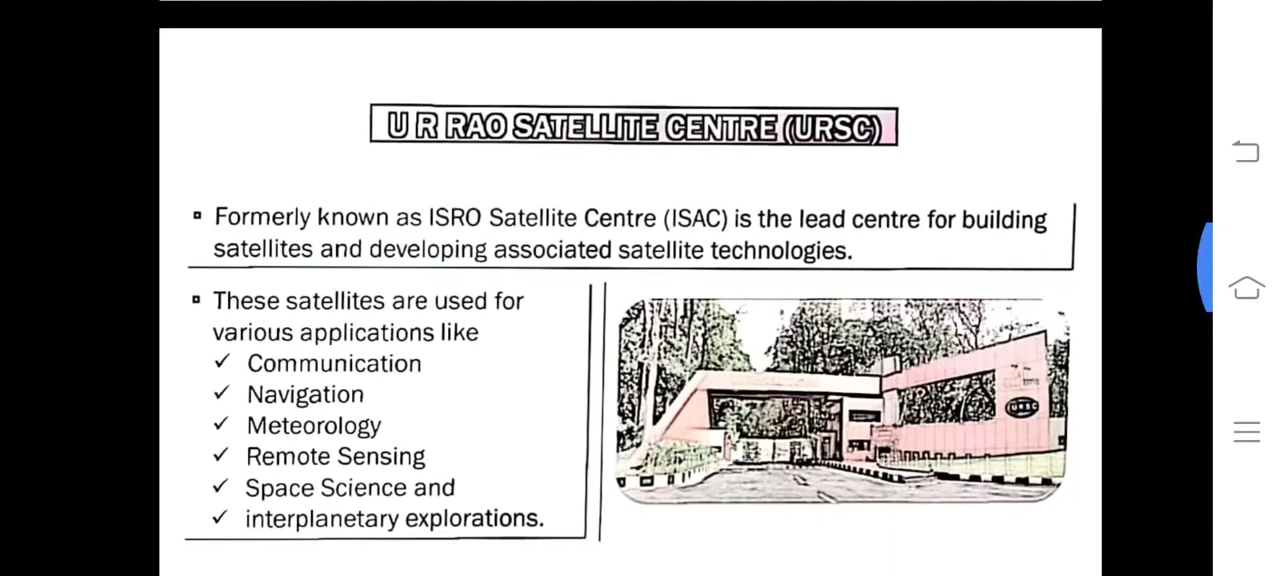 U R RAO SATELLITE CENTRE (URSC)
▫ Formerly known as ISRO Satellite Centre (ISAC) is the lead centre for building
satellites and developing associated satellite technologies.
▫ These satellites are used for
various applications like
✓ Communication
✓ Navigation
✓ Meteorology
✓ Remote Sensing
✓ Space Science and
✓ interplanetary explorations.